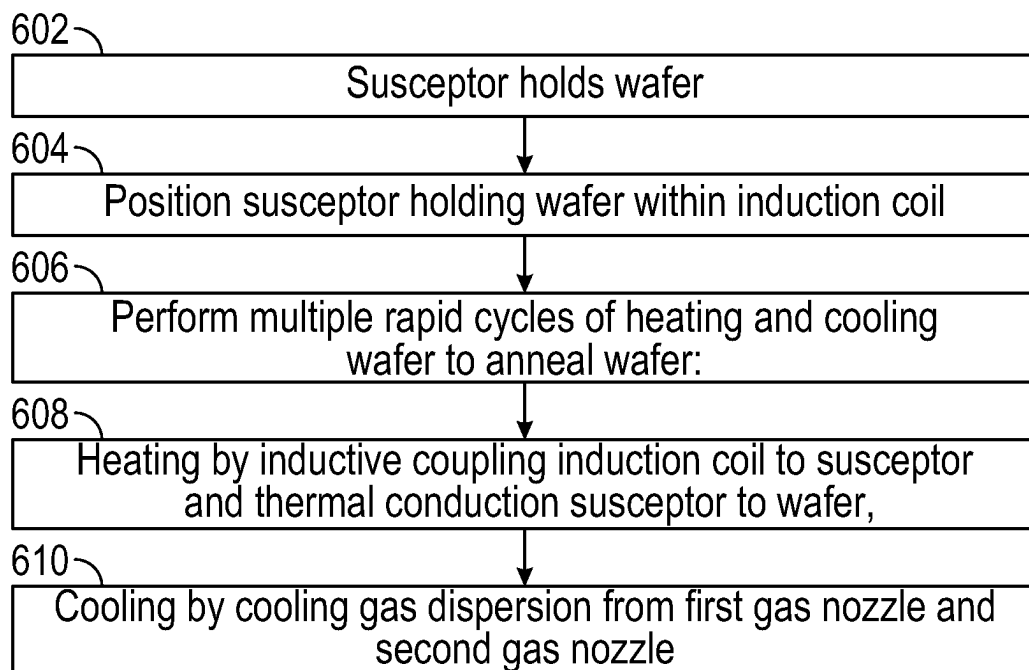 602
Susceptor holds wafer
604
Position susceptor holding wafer within induction coil
606
Perform multiple rapid cycles of heating and cooling
wafer to anneal wafer:
608
Heating by inductive coupling induction coil to susceptor
and thermal conduction susceptor to wafer,
610
Cooling by cooling gas dispersion from first gas nozzle and
second gas nozzle